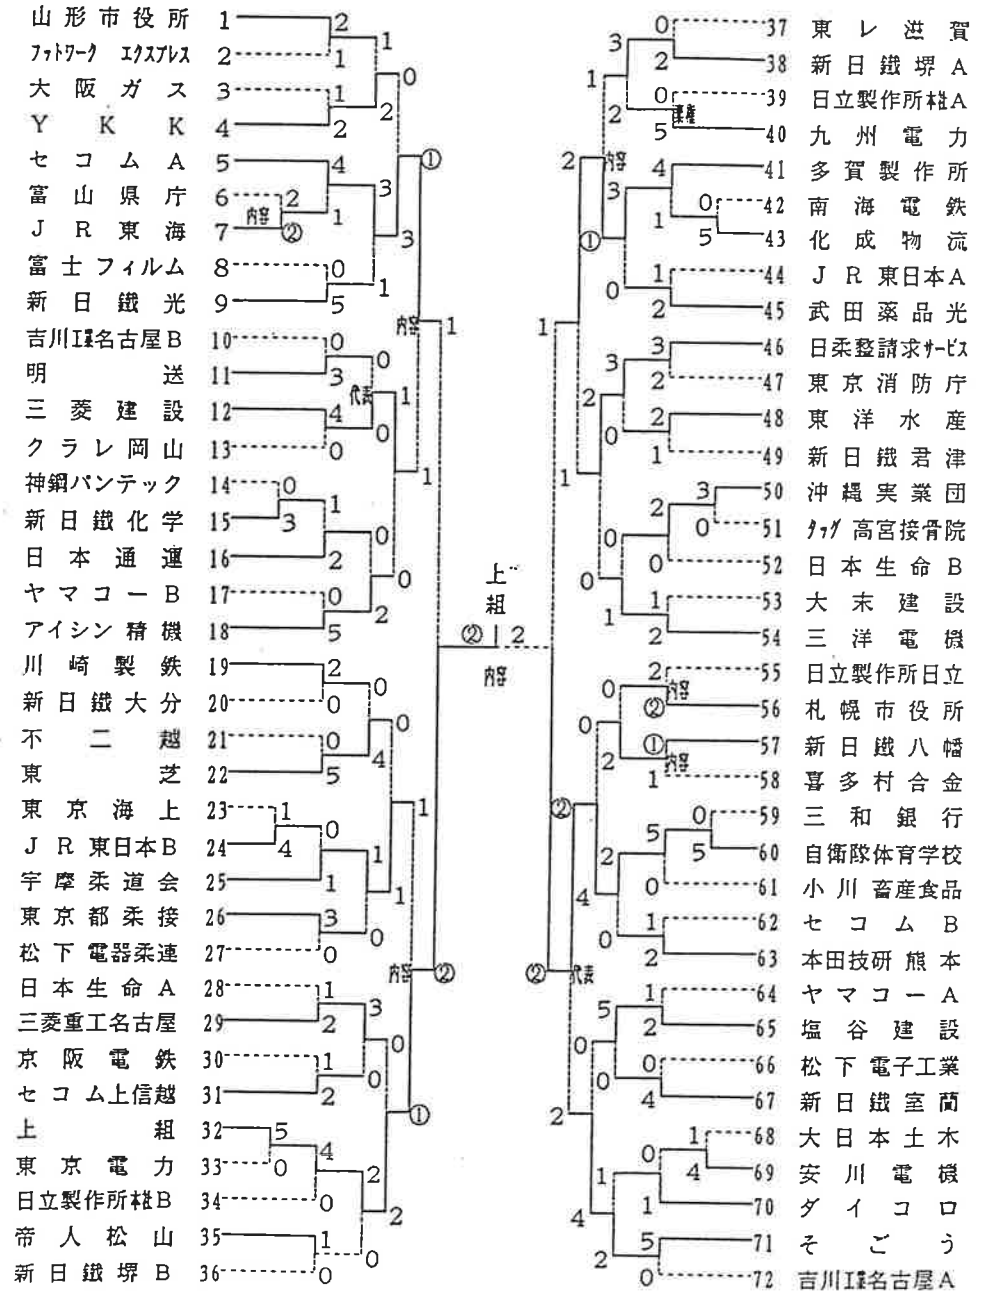 山形市役所 1
フットワーク エクスプレス 2
大阪ガス 3
YKK 4
セコムA 5
富山県庁 6
JR東海 7
富士フィルム 8
新日鐵光 9
吉川工業名古屋B 10
明送 11
三菱建設 12
クラレ岡山 13
神鋼パンテック 14
新日鐵化学 15
日本通運 16
ヤマコーB 17
アイシン精機 18
川崎製鉄 19
新日鐵大分 20
不二越 21
東芝 22
東京海上 23
JR東日本B 24
宇摩柔道会 25
東京都柔接 26
松下電器柔連 27
日本生命A 28
三菱重工名古屋 29
京阪電鉄 30
セコム上信越 31
上組 32
東京電力 33
日立製作所本社B 34
帝人松山 35
新日鐵堺B 36
上組
② 2
内容
37 東レ滋賀
38 新日鐵堺A
39 日立製作所本社A
40 九州電力
41 多賀製作所
42 南海電鉄
43 化成物流
44 JR東日本A
45 武田薬品光
46 日柔整請求サービス
47 東京消防庁
48 東洋水産
49 新日鐵君津
50 沖縄実業団
51 タッグ高宮接骨院
52 日本生命B
53 大末建設
54 三洋電機
55 日立製作所日立
56 札幌市役所
57 新日鐵八幡
58 喜多村合金
59 三和銀行
60 自衛隊体育学校
61 小川畜産食品
62 セコムB
63 本田技研熊本
64 ヤマコーA
65 塩谷建設
66 松下電子工業
67 新日鐵室蘭
68 大日本土木
69 安川電機
70 ダイコロ
71 そごう
72 吉川工業名古屋A